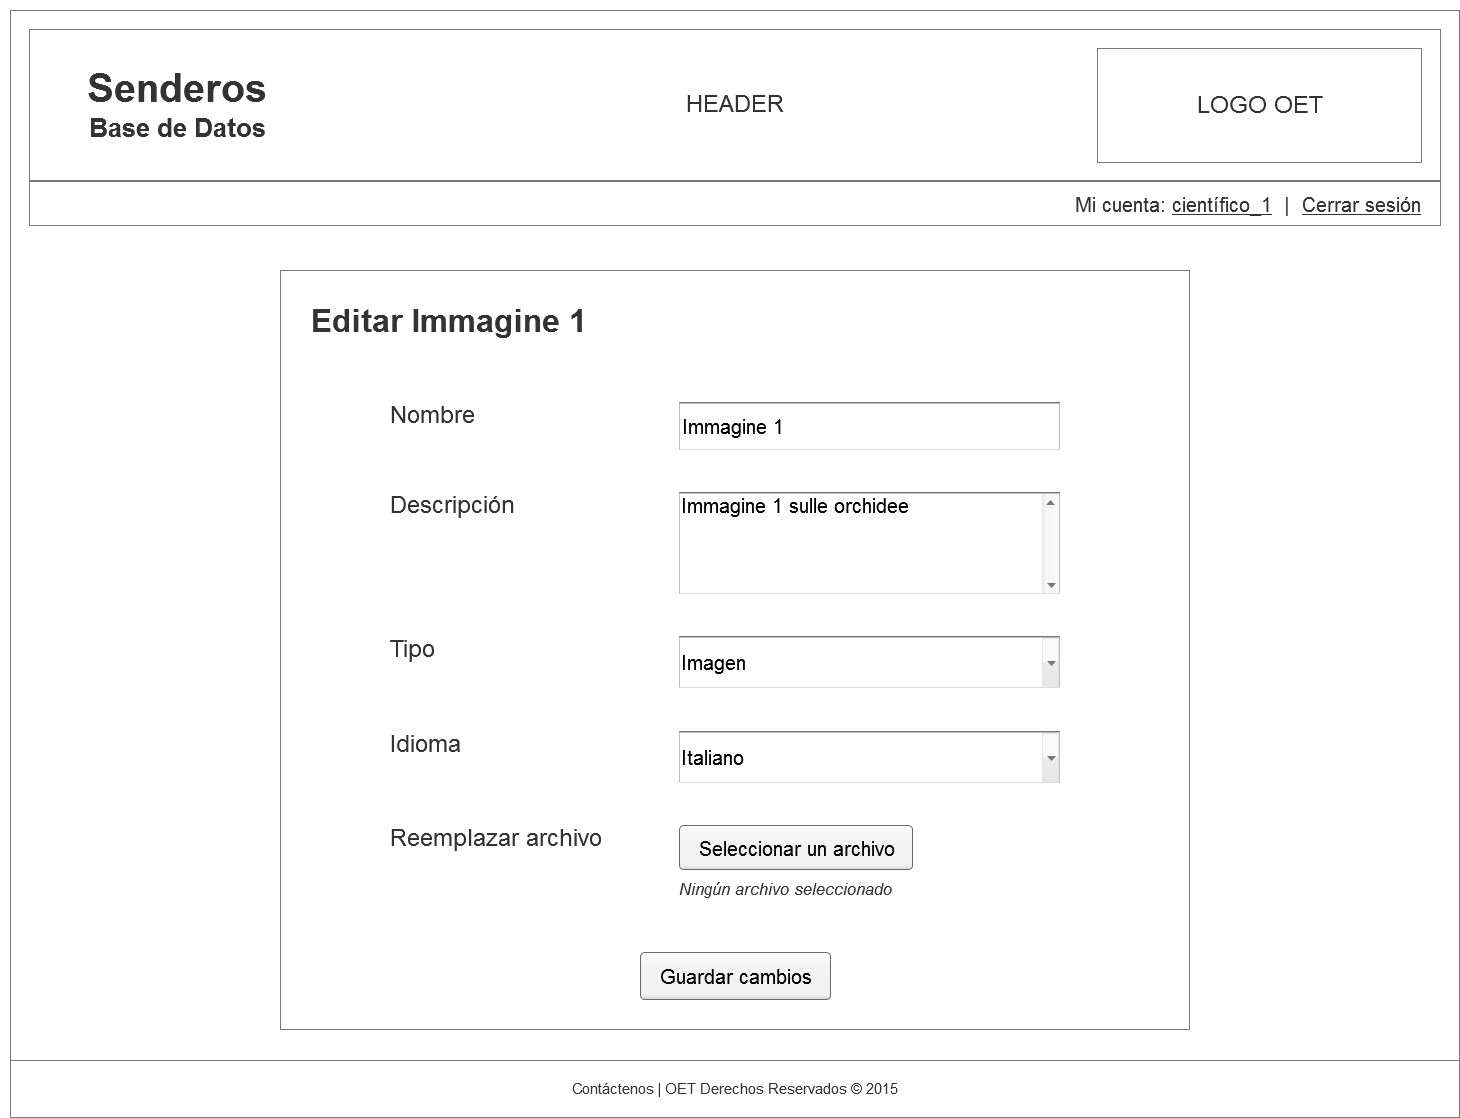 Senderos
Base de Datos
HEADER
LOGO OET
Mi cuenta: científico_1 | Cerrar sesión
Editar Immagine 1
Nombre
Immagine 1
Descripción
Immagine 1 sulle orchidee
Tipo
Imagen
Idioma
Italiano
Reemplazar archivo
Seleccionar un archivo
Ningún archivo seleccionado
Guardar cambios
Contáctenos | OET Derechos Reservados © 2015